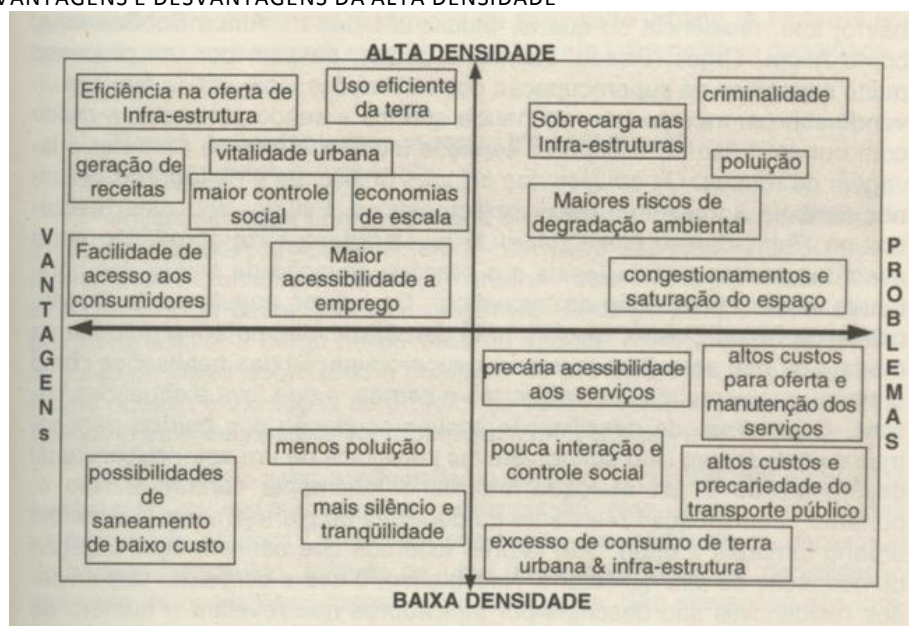 VANTAGENS E DESVANTAGENS DA ALTA DENSIDADE
ALTA DENSIDADE
Eficiência na oferta de
Infra-estrutura
Uso eficiente
da terra
geração de
receitas
vitalidade urbana
maior controle
social
economias
de escala
Facilidade de
acesso aos
consumidores
Maior
acessibilidade a
emprego
criminalidade
Sobrecarga nas
Infra-estruturas
poluição
Maiores riscos de
degradação ambiental
congestionamentos
saturação do espaço
VANTAGENS
PROBLEMAS
menos poluição
possibilidades
de
saneamento
de baixo custo
mais silêncio e
tranqüilidade
precária acessibilidade
aos serviços
altos custos
para oferta e
manutenção dos
serviços
pouca interação e
controle social
altos custos e
precariedade do
transporte público
excesso de consumo de terra
urbana & infra-estrutura
BAIXA DENSIDADE